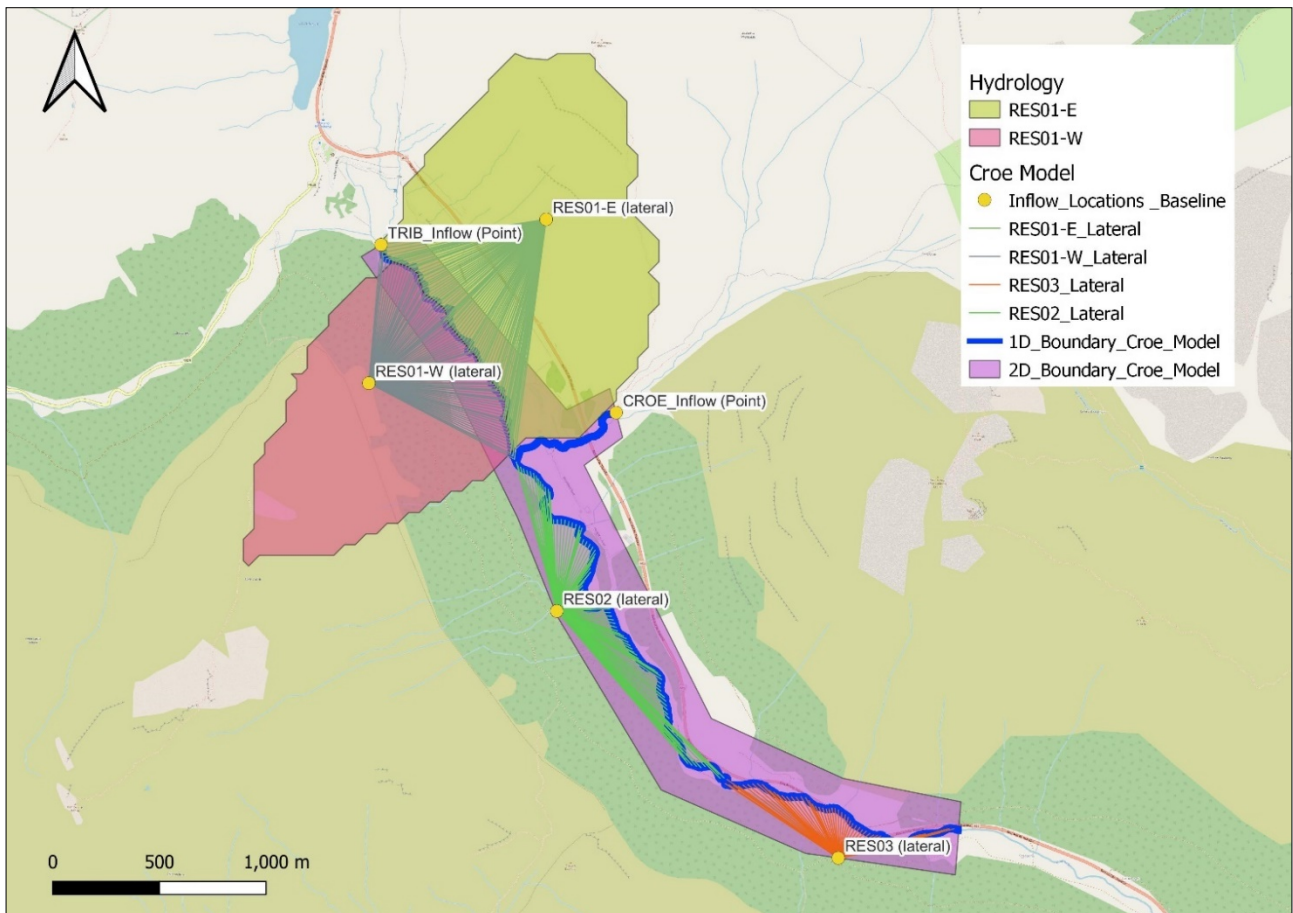 Hydrology
RES01-E
RES01-W
Croe Model
Inflow_Locations _Baseline
RES01-E_Lateral
RES01-W_Lateral
RES03_Lateral
RES02_Lateral
1D_Boundary_Croe_Model
2D_Boundary_Croe_Model
RES01-E (lateral)
TRIB_Inflow (Point)
RES01-W (lateral)
CROE_Inflow (Point)
RES02 (lateral)
RES03 (lateral)
0 500 1,000 m